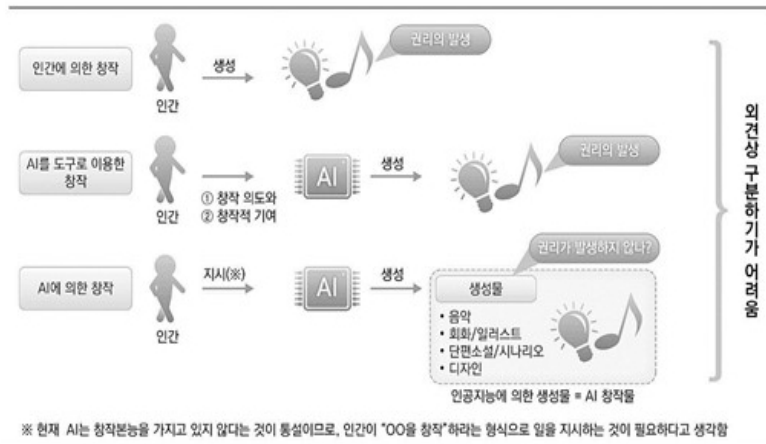 인간에 의한 창작
인간
생성
권리의 발생
AI를 도구로 이용한
창작
인간
① 창작 의도와
② 창작적 기여
AI
생성
권리의 발생
AI에 의한 창작
인간
지시(※)
AI
생성
권리가 발생하지 않나?
생성물
• 음악
• 회화/일러스트
• 단편소설/시나리오
• 디자인
인공지능에 의한 생성물 = AI 창작물
외견상 구분하기가 어려움
※ 현재 AI는 창작본능을 가지고 있지 않다는 것이 통설이므로, 인간이 "OO을 창작"하라는 형식으로 일을 지시하는 것이 필요하다고 생각함